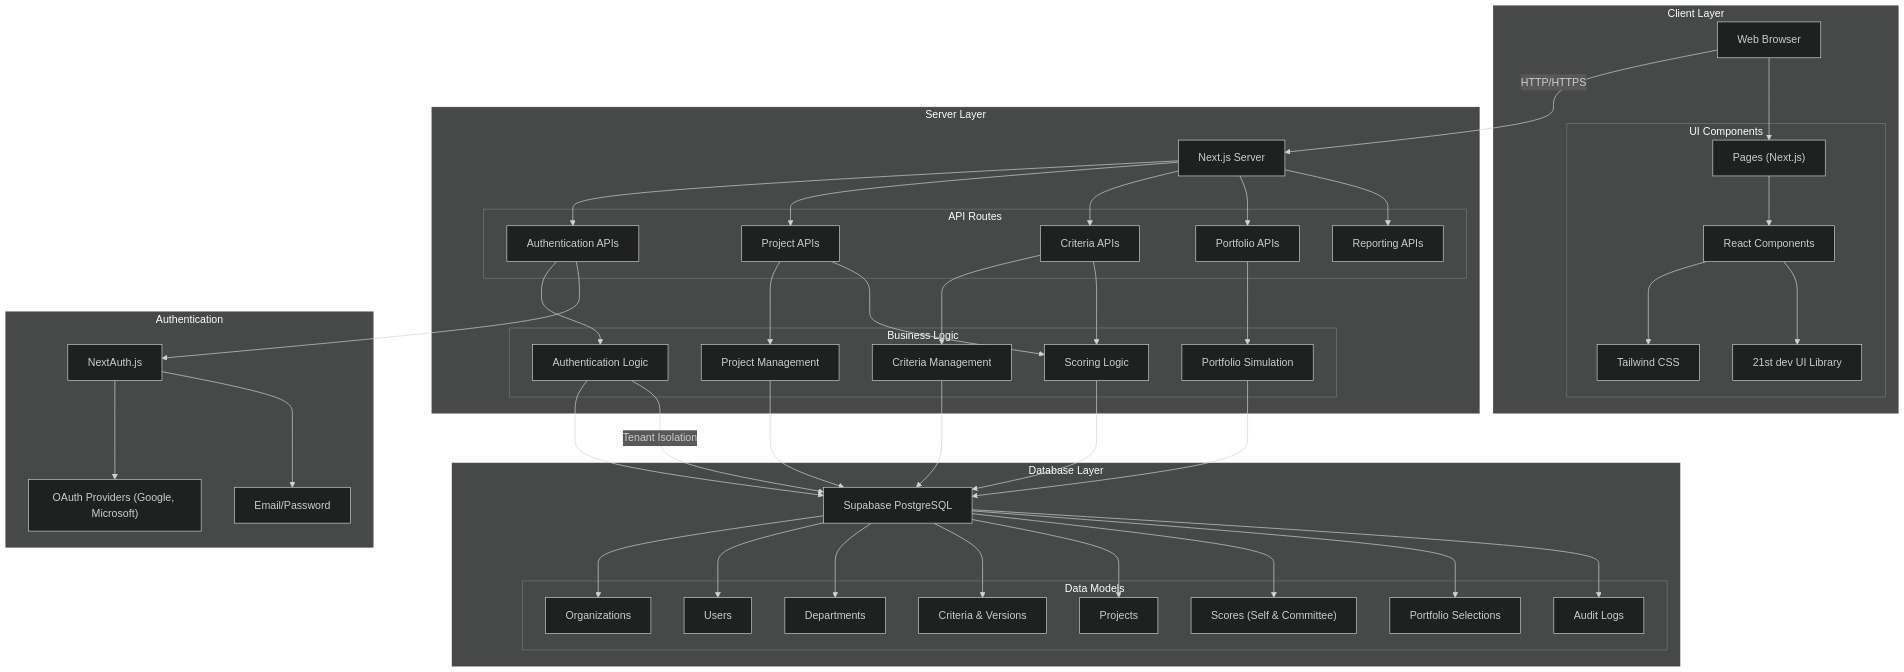 Client Layer
Web Browser
HTTP/HTTPS
UI Components
Pages (Next.js)
React Components
Tailwind CSS
21st dev UI Library
Server Layer
Next.js Server
API Routes
Authentication APIs
Project APIs
Criteria APIs
Portfolio APIs
Reporting APIs
Business Logic
Authentication Logic
Project Management
Criteria Management
Scoring Logic
Portfolio Simulation
Authentication
NextAuth.js
OAuth Providers (Google,
Microsoft)
Email/Password
Tenant Isolation
Database Layer
Supabase PostgreSQL
Data Models
Organizations
Users
Departments
Criteria & Versions
Projects
Scores (Self & Committee)
Portfolio Selections
Audit Logs